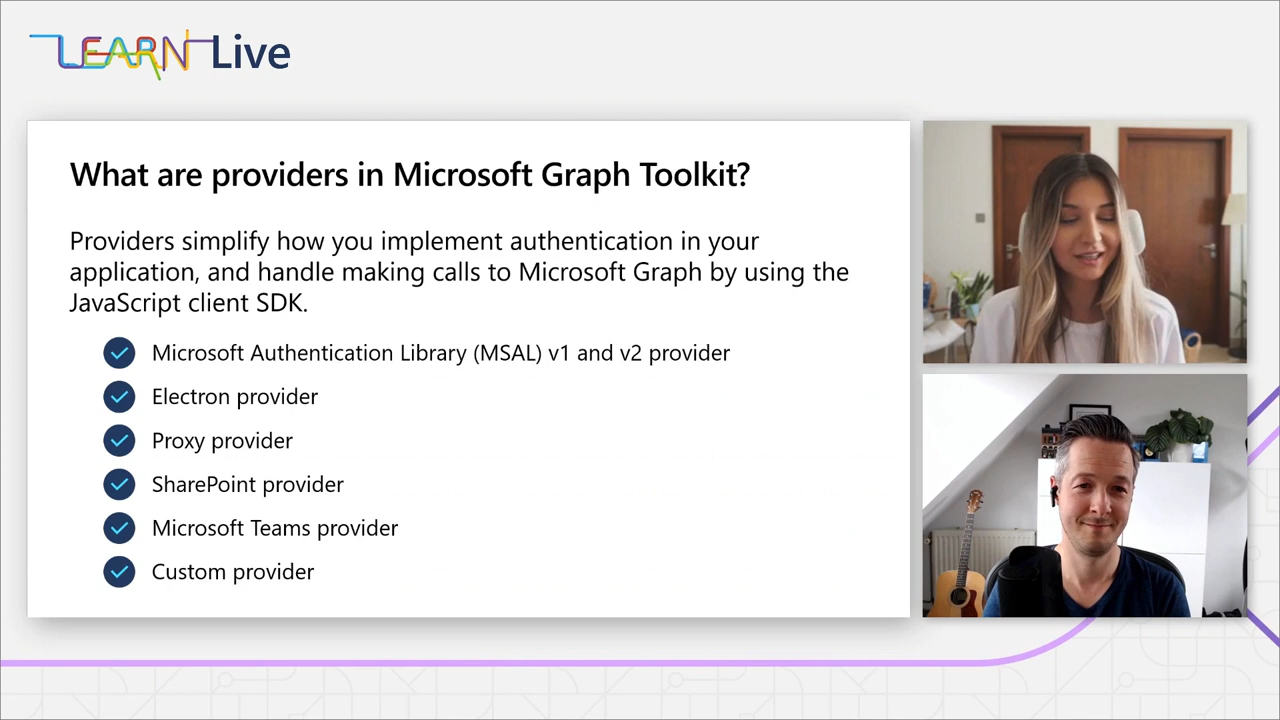 LEARN Live
What are providers in Microsoft Graph Toolkit?
Providers simplify how you implement authentication in your
application, and handle making calls to Microsoft Graph by using the
JavaScript client SDK.
Microsoft Authentication Library (MSAL) v1 and v2 provider
Electron provider
Proxy provider
SharePoint provider
Microsoft Teams provider
Custom provider